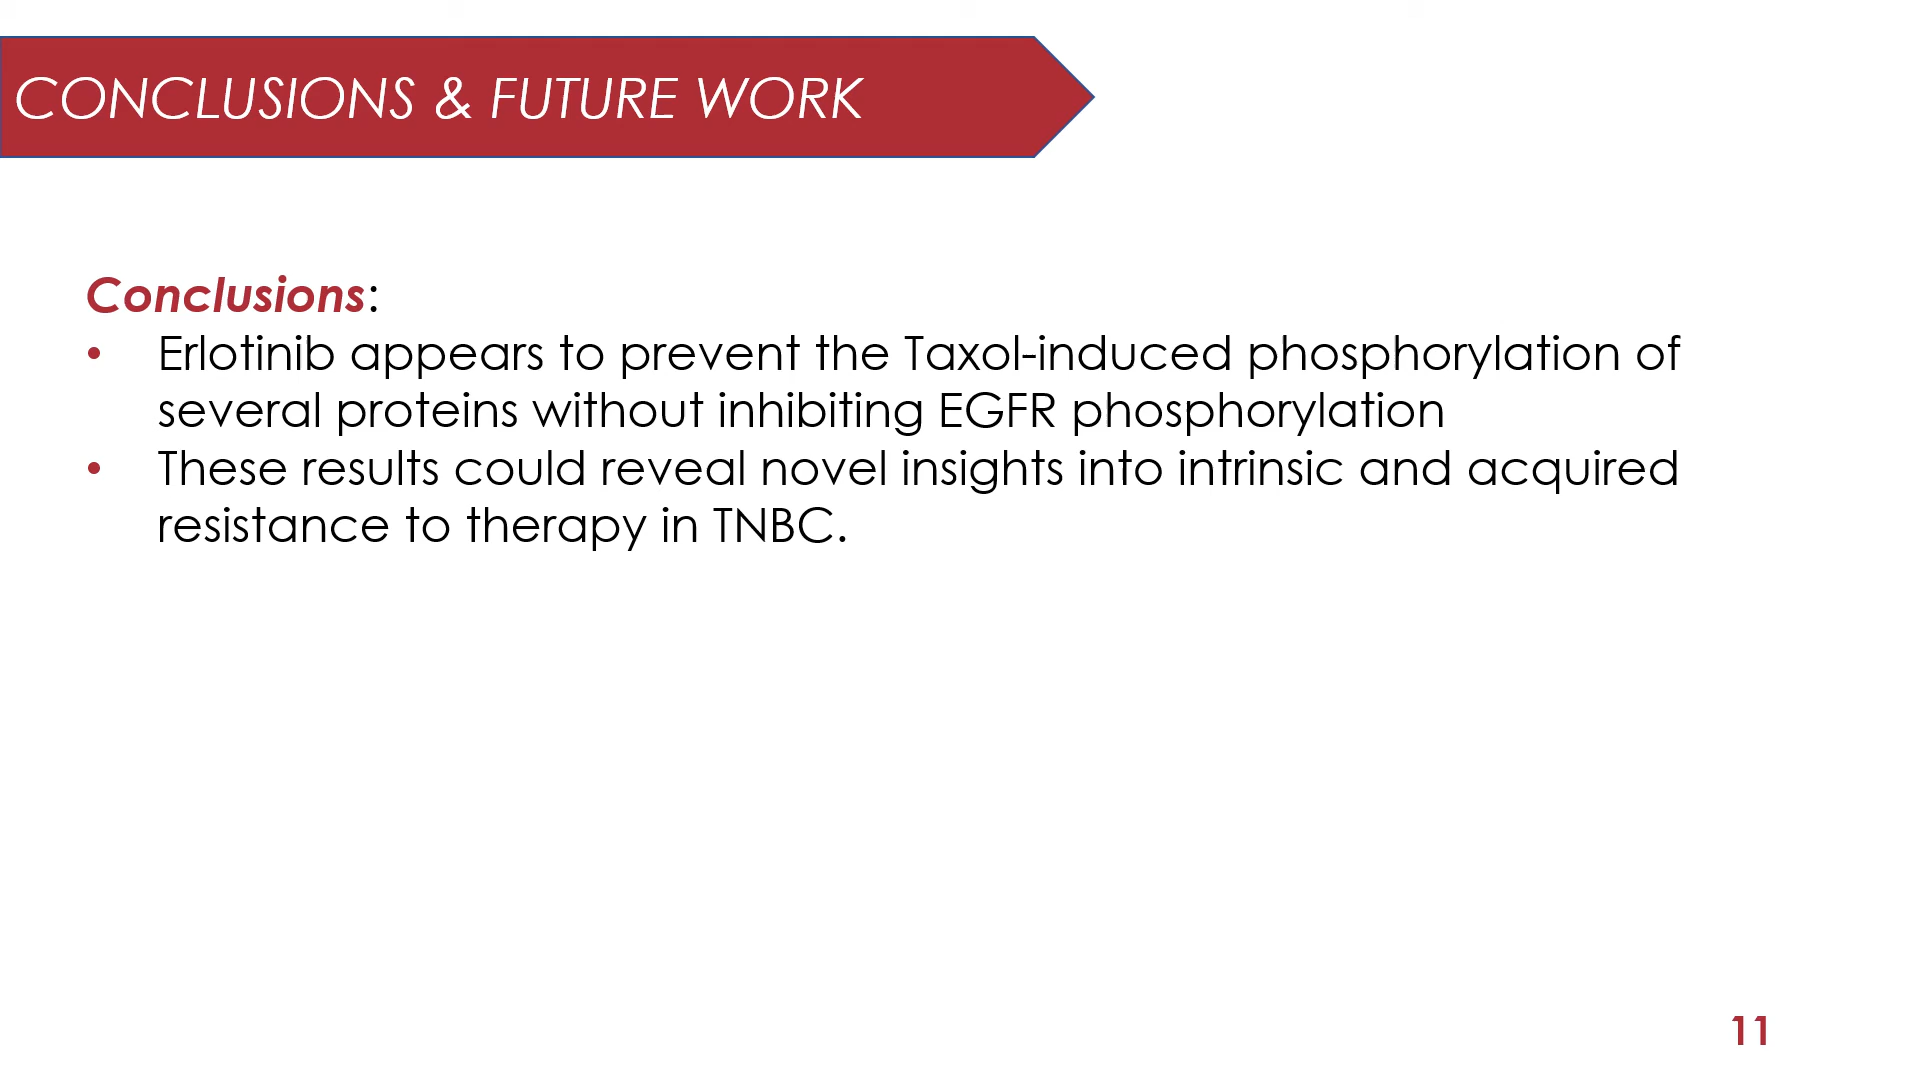 CONCLUSIONS & FUTURE WORK
Conclusions:
• Erlotinib appears to prevent the Taxol-induced phosphorylation of
several proteins without inhibiting EGFR phosphorylation
• These results could reveal novel insights into intrinsic and acquired
resistance to therapy in TNBC.
11